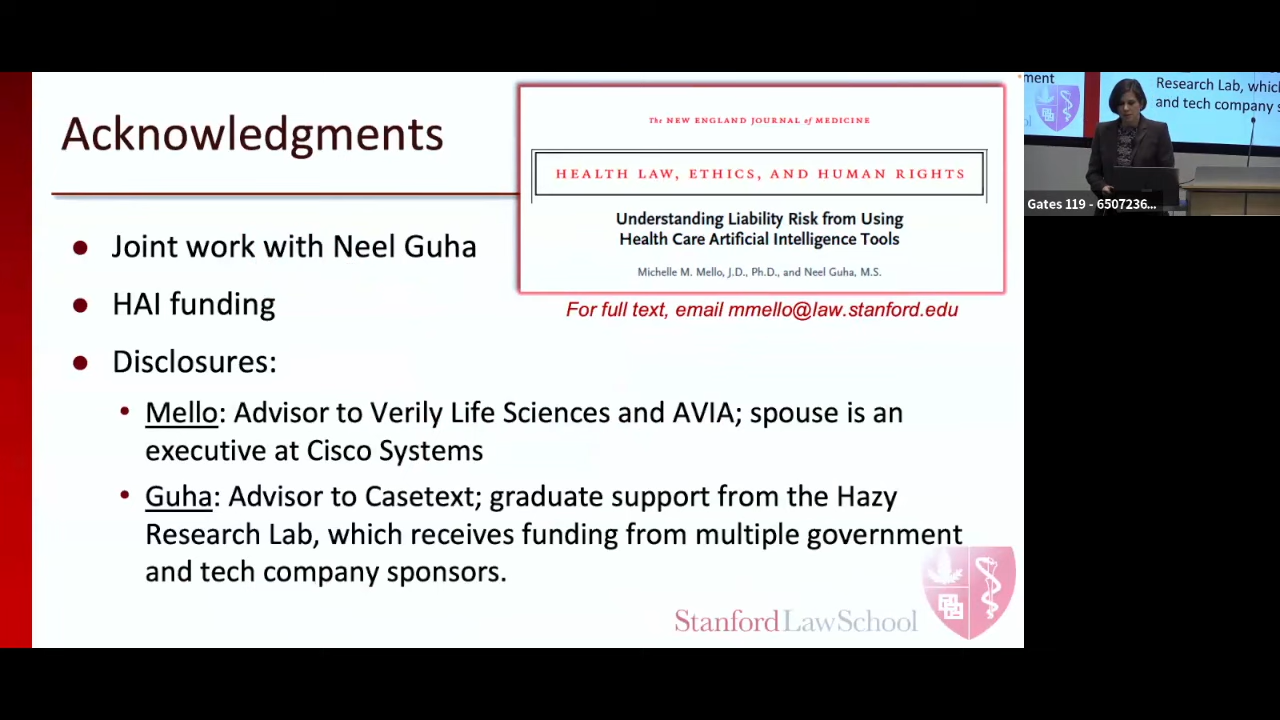 Acknowledgments
The NEW ENGLAND JOURNAL of MEDICINE
HEALTH LAW, ETHICS, AND HUMAN RIGHTS
Understanding Liability Risk from Using
Health Care Artificial Intelligence Tools
Michelle M. Mello, J.D., Ph.D., and Neel Guha, M.S.
For full text, email mmello@law.stanford.edu
● Joint work with Neel Guha
● HAI funding
● Disclosures:
• Mello: Advisor to Verily Life Sciences and AVIA; spouse is an
executive at Cisco Systems
• Guha: Advisor to Casetext; graduate support from the Hazy
Research Lab, which receives funding from multiple government
and tech company sponsors.
Stanford Law School
ment
Research Lab, whic
and tech company s
Gates 119 - 6507236...